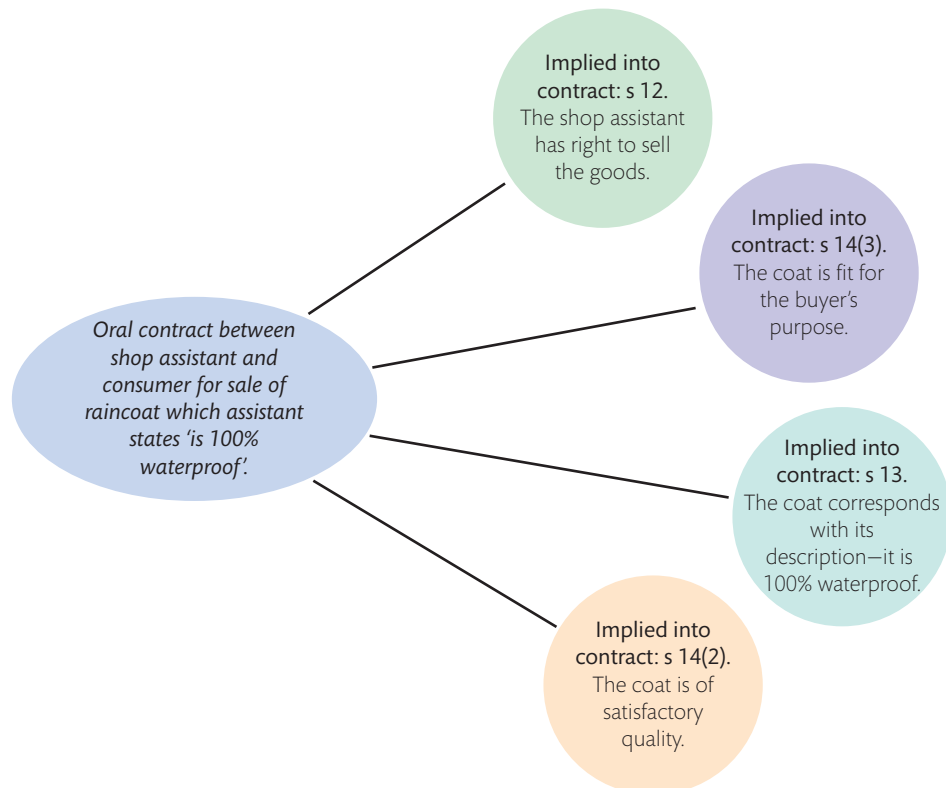 Implied into
contract: s 12.
The shop assistant
has right to sell
the goods.
Implied into
contract: s 14(3).
The coat is fit for
the buyer’s
purpose.
Oral contract between
shop assistant and
consumer for sale of
raincoat which assistant
states ‘is 100%
waterproof’.
Implied into
contract: s 13.
The coat corresponds
with its
description—it is
100% waterproof.
Implied into
contract: s 14(2).
The coat is of
satisfactory
quality.